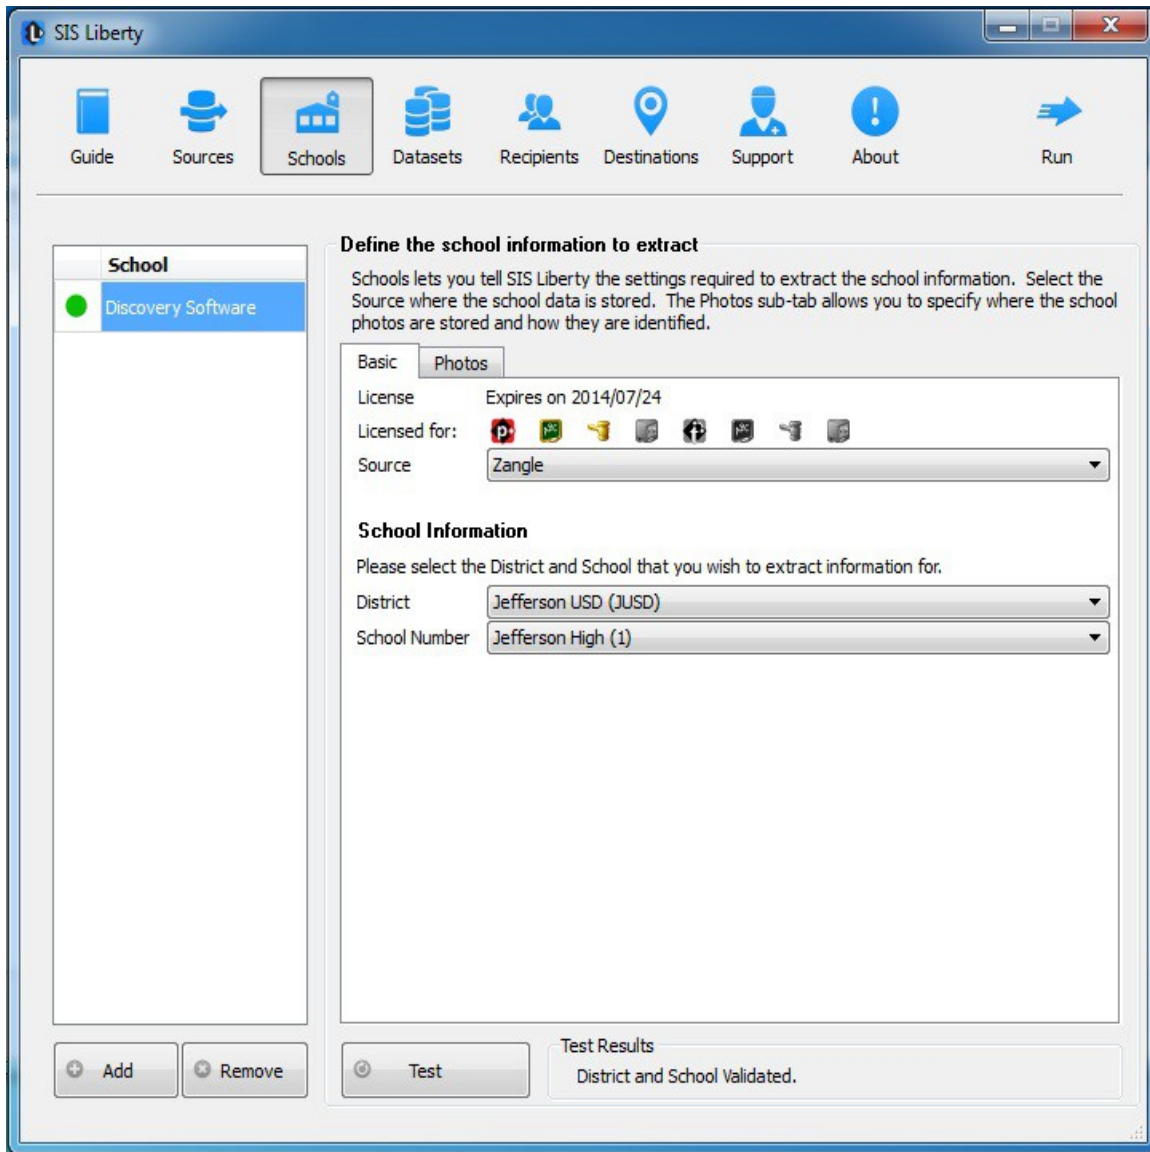 SIS Liberty
Guide Sources Schools Datasets Recipients Destinations Support About Run
School
Discovery Software
Define the school information to extract
Schools lets you tell SIS Liberty the settings required to extract the school information. Select the
Source where the school data is stored. The Photos sub-tab allows you to specify where the school
photos are stored and how they are identified.
Basic Photos
License Expires on 2014/07/24
Licensed for:
Source Zangle
School Information
Please select the District and School that you wish to extract information for.
District Jefferson USD (JUSD)
School Number Jefferson High (1)
Add Remove Test
Test Results
District and School Validated.